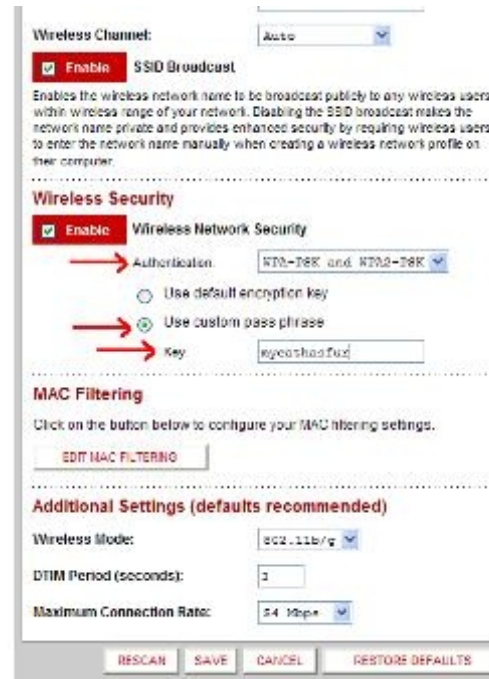 Wireless Channel: Auto
Enable SSID Broadcast
Enables the wireless network name to be broadcast publicly to any wireless users
within wireless range of your network. Disabling the SSID broadcast makes the
network name private and provides enhanced security by requiring wireless users
to enter the network name manually when creating a wireless network profile on
their computer.
Wireless Security
Enable Wireless Network Security
Authentication: WPA-PSK and WPA2-PSK
Use default encryption key
Use custom pass phrase
Key mycathasfur
MAC Filtering
Click on the button below to configure your MAC filtering settings.
EDIT MAC FILTERING
Additional Settings (defaults recommended)
Wireless Mode: 802.11b/g
DTIM Period (seconds):
Maximum Connection Rate: 54 Mbps
RESCAN SAVE CANCEL RESTORE DEFAULTS